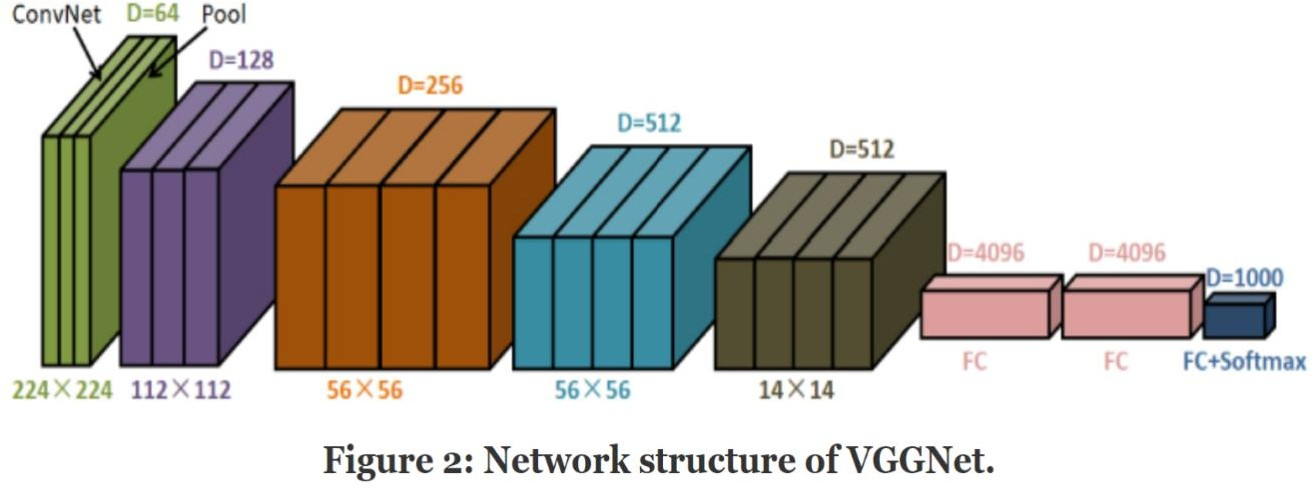 ConvNet D=64 Pool
D=128
D=256
D=512
D=512
D=4096 D=4096
D=1000
FC FC FC+Softmax
224×224 112×112 56×56 56×56 14×14
Figure 2: Network structure of VGGNet.